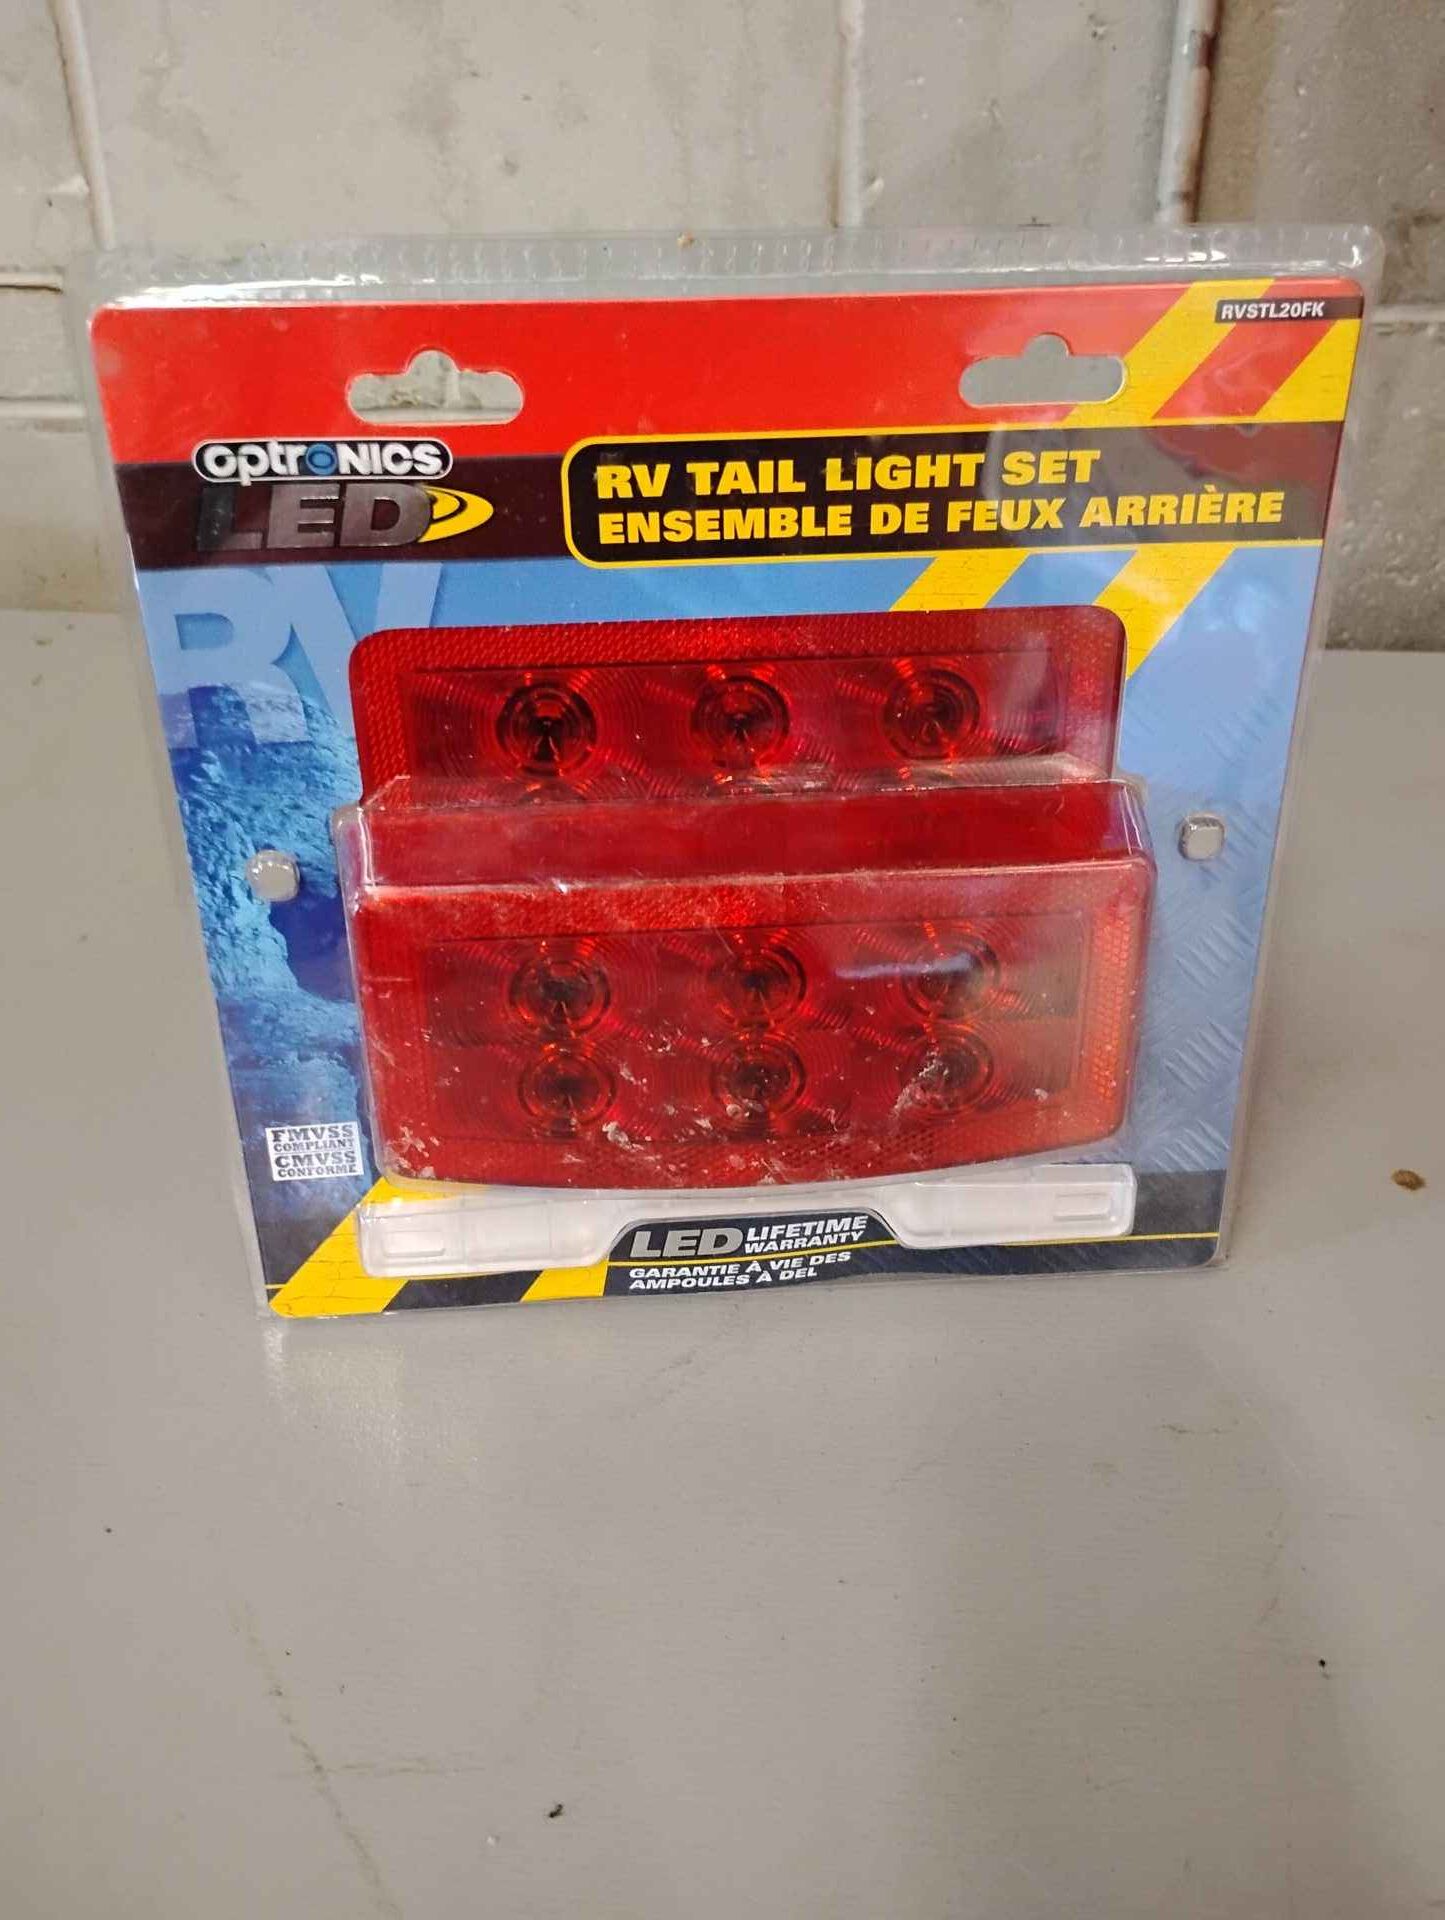 RVSTL20FK
optronics
LED
RV TAIL LIGHT SET
ENSEMBLE DE FEUX ARRIÈRE
RV
FMVSS
COMPLIANT
CMVSS
CONFORME
LED LIFETIME
WARRANTY
GARANTIE À VIE DES
AMPOULES À DEL